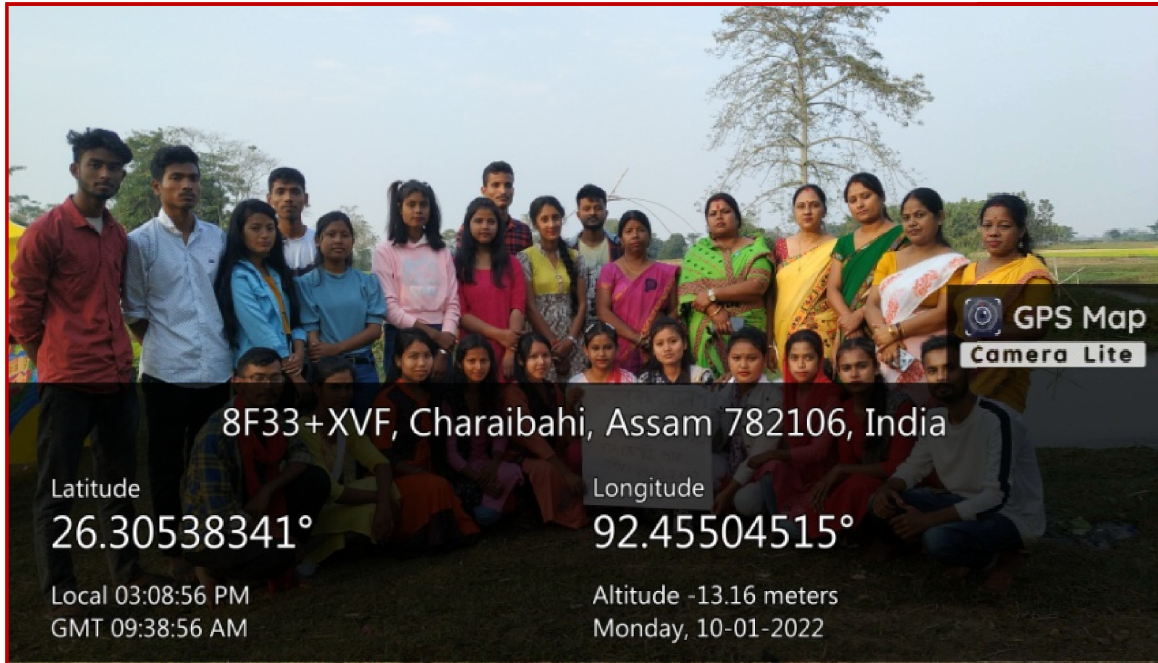 GPS Map
Camera Lite
8F33+XVF, Charaibahi, Assam 782106, India
Latitude
26.30538341°
Longitude
92.45504515°
Local 03:08:56 PM
GMT 09:38:56 AM
Altitude -13.16 meters
Monday, 10-01-2022